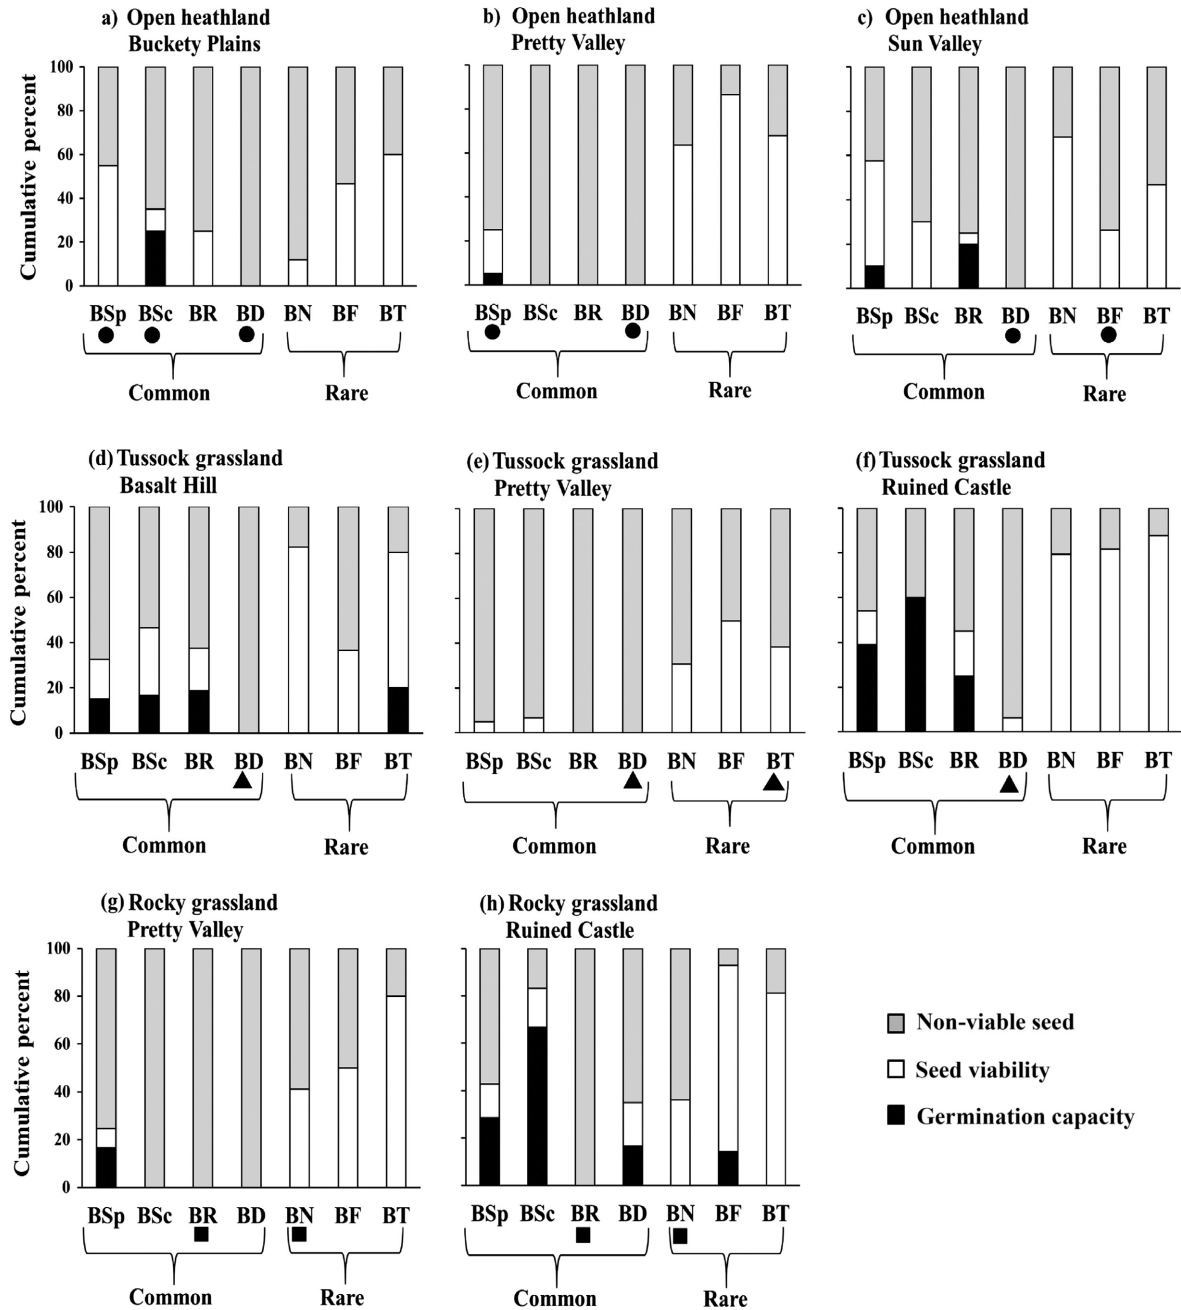 a) Open heathland
Buckety Plains
b) Open heathland
Pretty Valley
c) Open heathland
Sun Valley
Cumulative percent
100
80
60
40
20
0
BSp BSc BR BD BN BF BT
Common Rare
BSp BSc BR BD BN BF BT
Common Rare
BSp BSc BR BD BN BF BT
Common Rare
(d) Tussock grassland
Basalt Hill
(e) Tussock grassland
Pretty Valley
(f) Tussock grassland
Ruined Castle
Cumulative percent
100
80
60
40
20
0
BSp BSc BR BD BN BF BT
Common Rare
BSp BSc BR BD BN BF BT
Common Rare
BSp BSc BR BD BN BF BT
Common Rare
(g) Rocky grassland
Pretty Valley
(h) Rocky grassland
Ruined Castle
Cumulative percent
100
80
60
40
20
0
BSp BSc BR BD BN BF BT
Common Rare
BSp BSc BR BD BN BF BT
Common Rare
Non-viable seed
Seed viability
Germination capacity